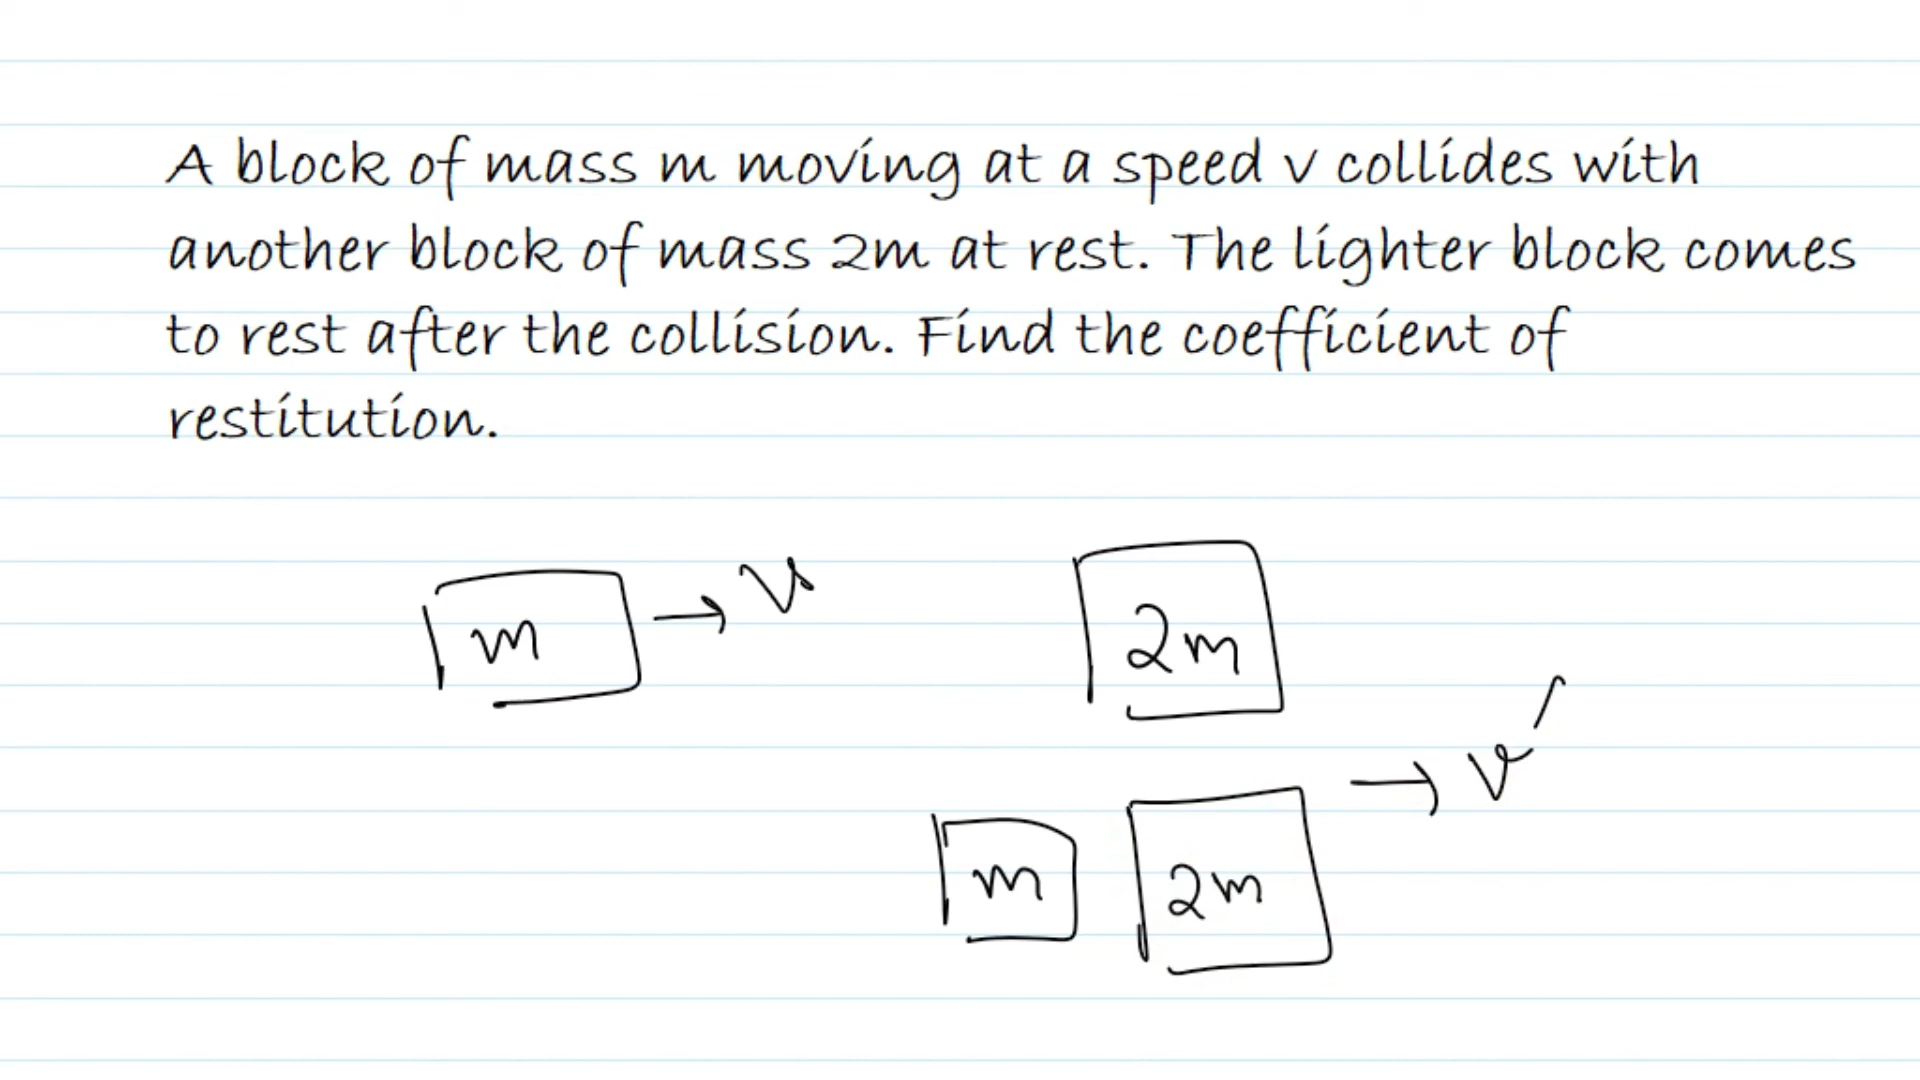 A block of mass m moving at a speed v collides with
another block of mass 2m at rest. The lighter block comes
to rest after the collision. Find the coefficient of
restitution.
m → v
2m
→ v'
m
2m